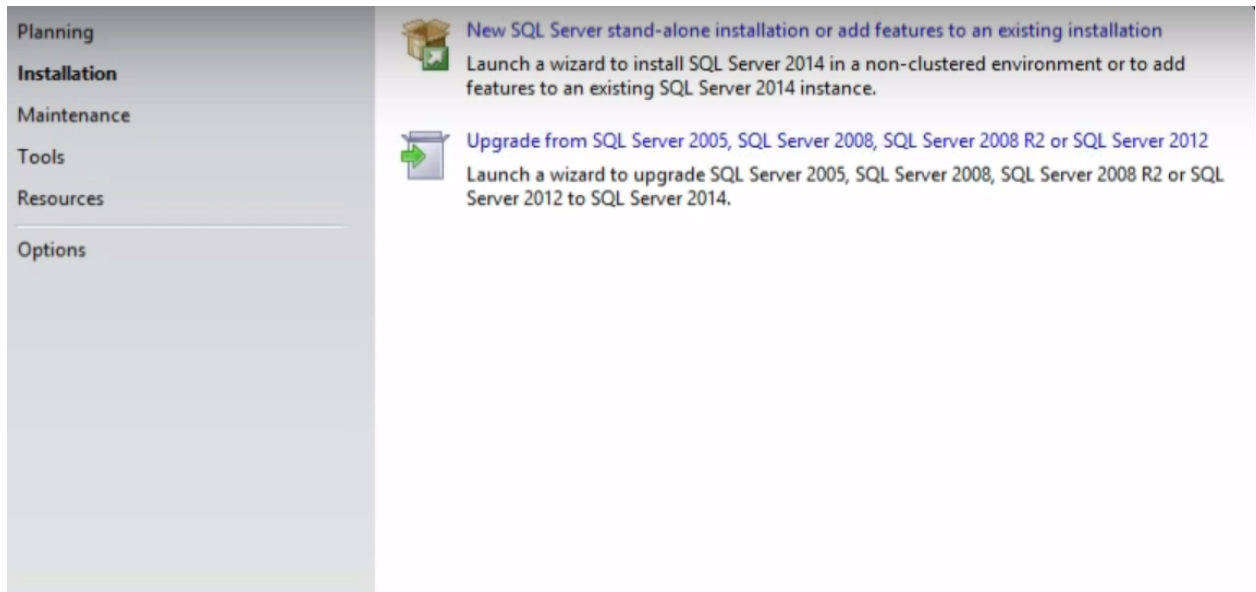 Planning
Installation
Maintenance
Tools
Resources
Options
New SQL Server stand-alone installation or add features to an existing installation
Launch a wizard to install SQL Server 2014 in a non-clustered environment or to add
features to an existing SQL Server 2014 instance.
Upgrade from SQL Server 2005, SQL Server 2008, SQL Server 2008 R2 or SQL Server 2012
Launch a wizard to upgrade SQL Server 2005, SQL Server 2008, SQL Server 2008 R2 or SQL
Server 2012 to SQL Server 2014.